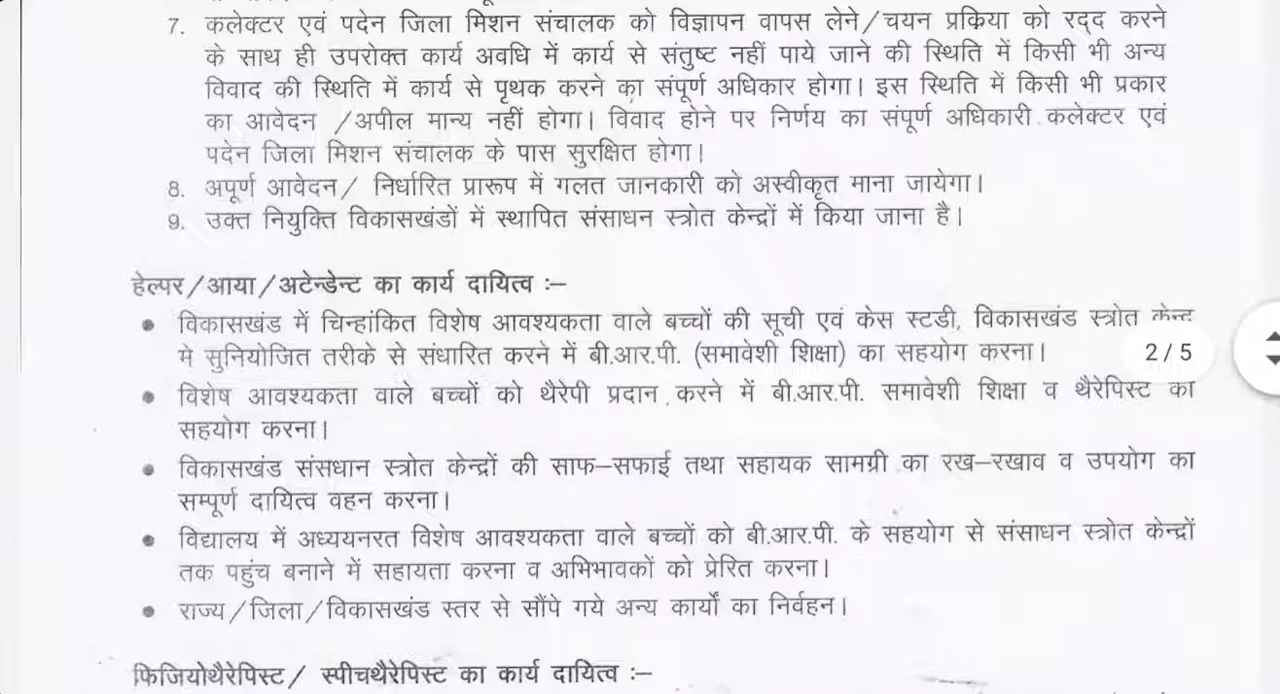 7. कलेक्टर एवं पदेन जिला मिशन संचालक को विज्ञापन वापस लेने/चयन प्रक्रिया को रद्द करने
के साथ ही उपरोक्त कार्य अवधि में कार्य से संतुष्ट नहीं पाये जाने की स्थिति में किसी भी अन्य
विवाद की स्थिति में कार्य से पृथक करने का संपूर्ण अधिकार होगा। इस स्थिति में किसी भी प्रकार
का आवेदन /अपील मान्य नहीं होगा। विवाद होने पर निर्णय का संपूर्ण अधिकारी कलेक्टर एवं
पदेन जिला मिशन संचालक के पास सुरक्षित होगा।
8. अपूर्ण आवेदन/ निर्धारित प्रारूप में गलत जानकारी को अस्वीकृत माना जायेगा।
9. उक्त नियुक्ति विकासखंडों में स्थापित संसाधन स्त्रोत केन्द्रों में किया जाना है।
हेल्पर/आया/अटेन्डेन्ट का कार्य दायित्व :–
• विकासखंड में चिन्हांकित विशेष आवश्यकता वाले बच्चों की सूची एवं केस स्टडी, विकासखंड स्त्रोत केन्द्र
मे सुनियोजित तरीके से संधारित करने में बी.आर.पी. (समावेशी शिक्षा) का सहयोग करना।
2/5
• विशेष आवश्यकता वाले बच्चों को थैरेपी प्रदान करने में बी.आर.पी. समावेशी शिक्षा व थैरेपिस्ट का
सहयोग करना।
• विकासखंड संसधान स्त्रोत केन्द्रों की साफ–सफाई तथा सहायक सामग्री का रख–रखाव व उपयोग का
सम्पूर्ण दायित्व वहन करना।
• विद्यालय में अध्ययनरत विशेष आवश्यकता वाले बच्चों को बी.आर.पी. के सहयोग से संसाधन स्त्रोत केन्द्रों
तक पहुंच बनाने में सहायता करना व अभिभावकों को प्रेरित करना।
• राज्य/जिला/विकासखंड स्तर से सौंपे गये अन्य कार्यों का निर्वहन।
फिजियोथैरेपिस्ट/ स्पीचथैरेपिस्ट का कार्य दायित्व :–